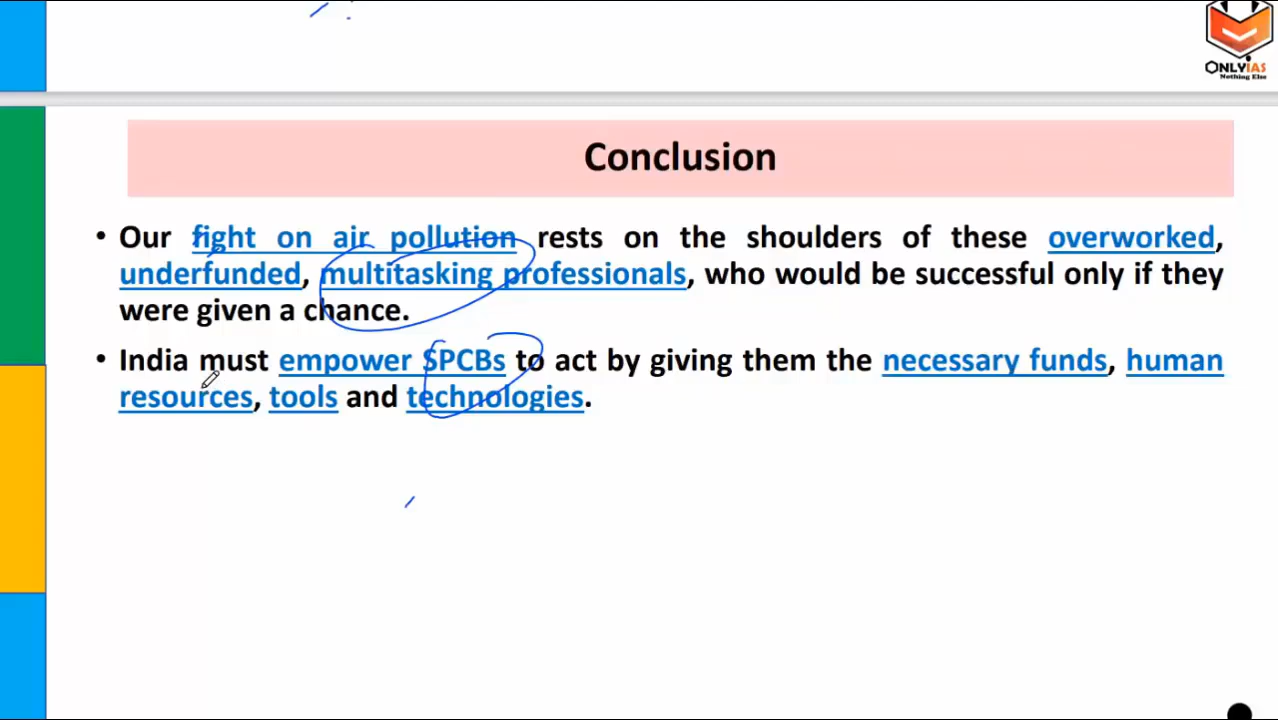 ONLYIAS
Nothing Else
Conclusion
• Our fight on air pollution rests on the shoulders of these overworked,
underfunded, multitasking professionals, who would be successful only if they
were given a chance.
• India must empower SPCBs to act by giving them the necessary funds, human
resources, tools and technologies.